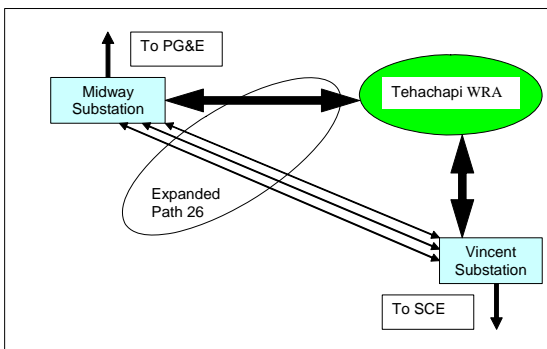 To PG&E
Midway
Substation
Tehachapi WRA
Expanded
Path 26
Vincent
Substation
To SCE